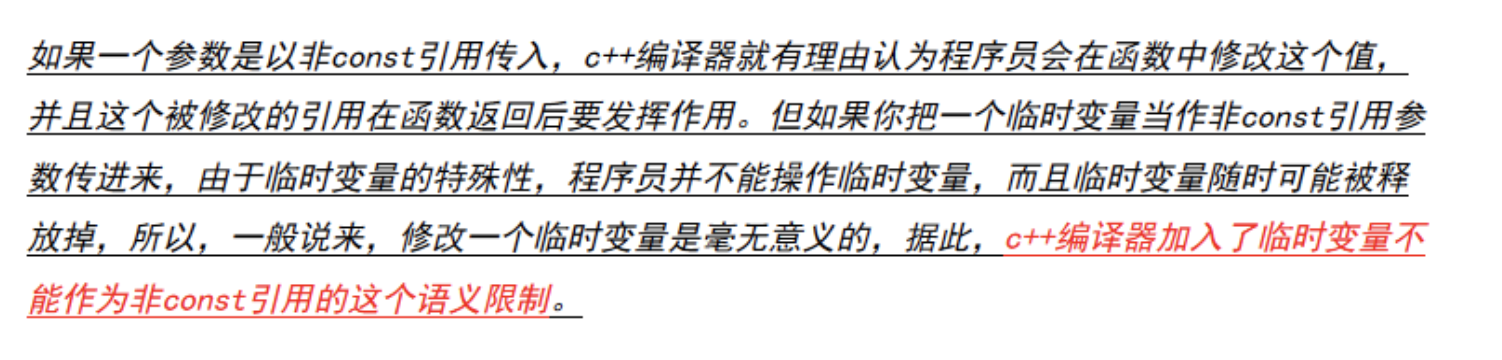 如果一个参数是以非const引用传入，c++编译器就有理由认为程序员会在函数中修改这个值，
并且这个被修改的引用在函数返回后要发挥作用。但如果你把一个临时变量当作非const引用参
数传进来，由于临时变量的特殊性，程序员并不能操作临时变量，而且临时变量随时可能被释
放掉，所以，一般说来，修改一个临时变量是毫无意义的，据此，c++编译器加入了临时变量不
能作为非const引用的这个语义限制。